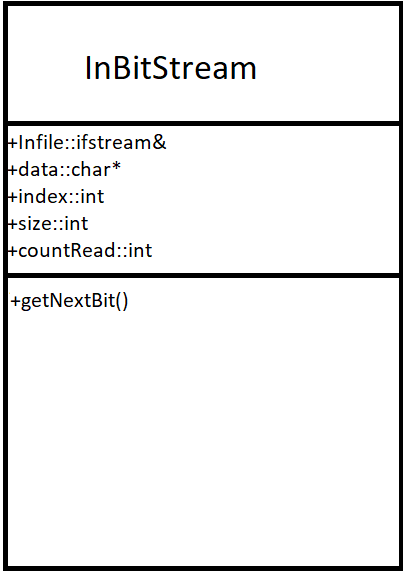 InBitStream
+Infile::ifstream&
+data::char*
+index::int
+size::int
+countRead::int
+getNextBit()